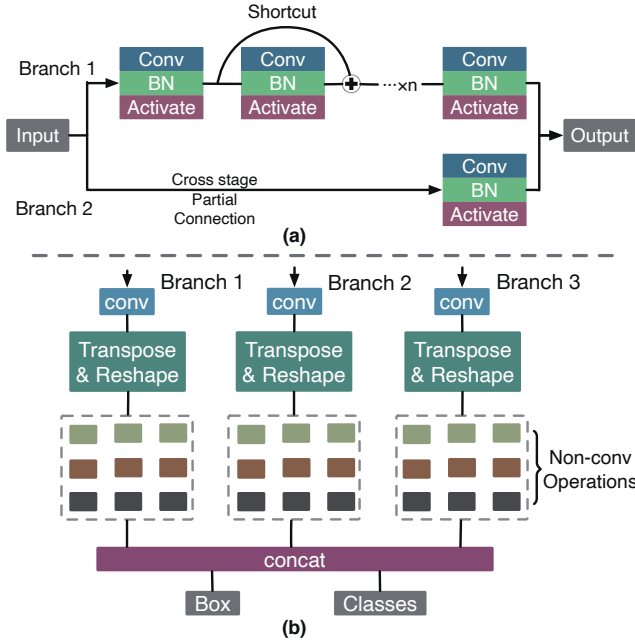 Shortcut
Branch 1
Conv
BN
Activate
Conv
BN
Activate
···×n
Conv
BN
Activate
Input
Output
Branch 2
Cross stage
Partial
Connection
Conv
BN
Activate
(a)
Branch 1
Branch 2
Branch 3
conv
conv
conv
Transpose
& Reshape
Transpose
& Reshape
Transpose
& Reshape
Non-conv
Operations
concat
Box
Classes
(b)